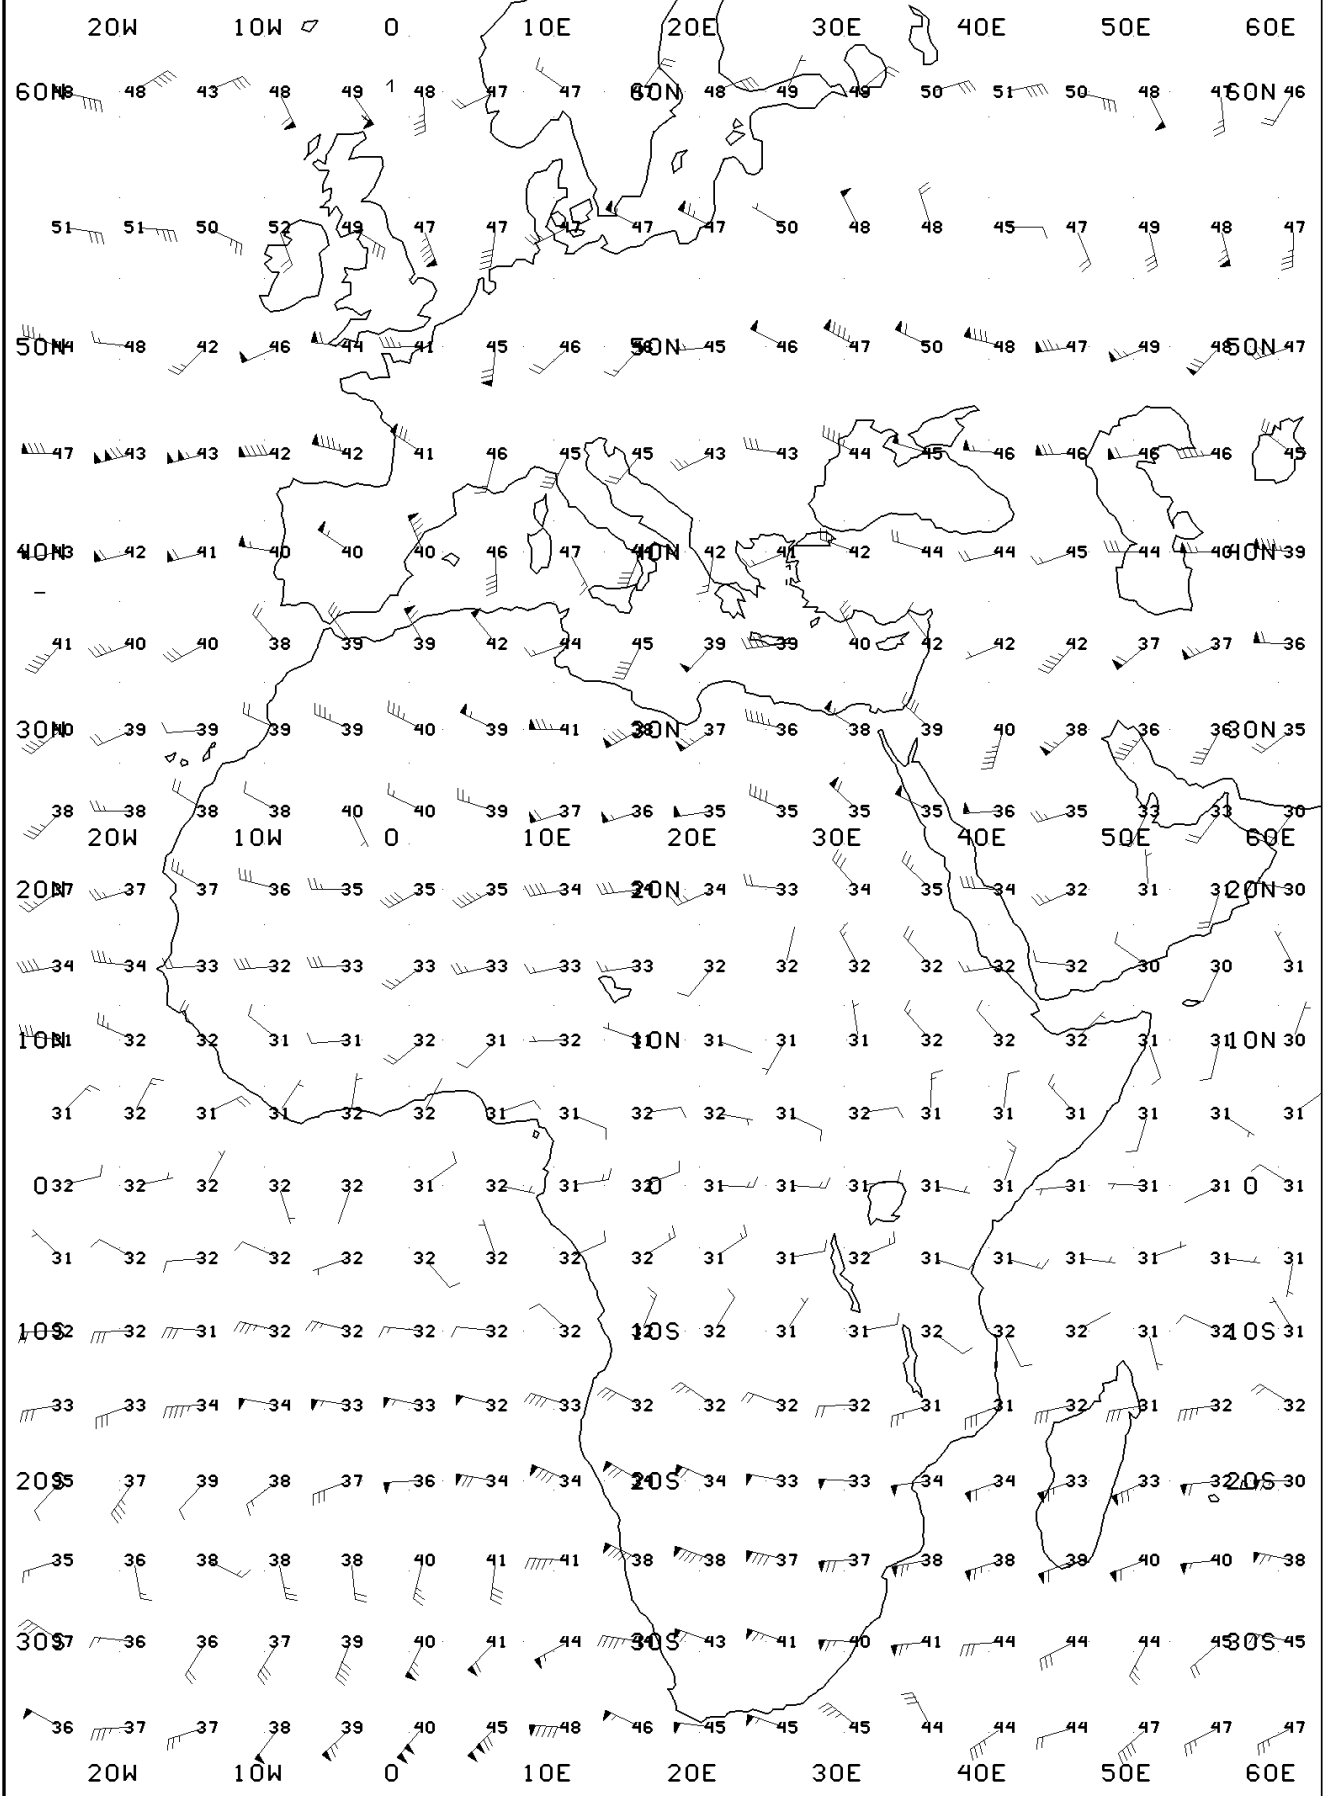 20W 10W 0 10E 20E 30E 40E 50E 60E
60N 48 48 43 48 49 1 48 47 47 47 60N 48 49 49 50 51 50 48 47 60N 46
51 51 50 52 49 47 47 47 47 47 50 48 48 45 47 49 48 47
50N 44 48 42 46 44 41 45 46 50N 45 46 47 50 48 47 49 48 50N 47
47 43 43 42 42 41 46 45 45 43 43 44 45 46 46 46 46 45
40N 43 42 41 40 40 40 46 47 40N 42 41 42 44 44 45 44 40 40N 39
41 40 40 38 39 39 42 44 45 39 39 40 42 42 42 37 37 36
30N 40 39 39 39 39 40 39 41 30N 37 36 38 39 40 38 36 36 30N 35
38 38 38 38 40 40 39 37 36 35 35 35 35 36 35 33 33 30
20W 10W 0 10E 20E 30E 40E 50E 60E
20N 37 37 37 36 35 35 35 34 20N 34 33 34 35 34 32 31 31 20N 30
34 34 33 32 33 33 33 33 33 32 32 32 32 32 32 30 30 31
10N 31 32 32 31 31 32 31 32 10N 31 31 31 32 32 32 31 31 10N 30
31 32 31 31 32 32 31 31 32 32 31 32 31 31 31 31 31 31
0 32 32 32 32 32 31 32 31 32 0 31 31 31 31 31 31 31 31 0 31
31 32 32 32 32 32 32 32 32 31 31 32 31 31 31 31 31 31
10S 32 32 31 32 32 32 32 32 32 10S 32 31 31 32 32 32 31 32 10S 31
33 33 34 34 33 33 32 33 32 32 32 32 31 31 32 31 32 32
20S 35 37 39 38 37 36 34 34 20S 34 33 33 34 34 33 33 32 20S 30
35 36 38 38 38 40 41 41 38 38 37 37 38 38 39 40 40 38
30S 37 36 36 37 39 40 41 44 30S 43 41 40 41 44 44 44 45 30S 45
36 37 37 38 39 40 45 48 46 45 45 45 44 44 44 47 47 47
20W 10W 0 10E 20E 30E 40E 50E 60E